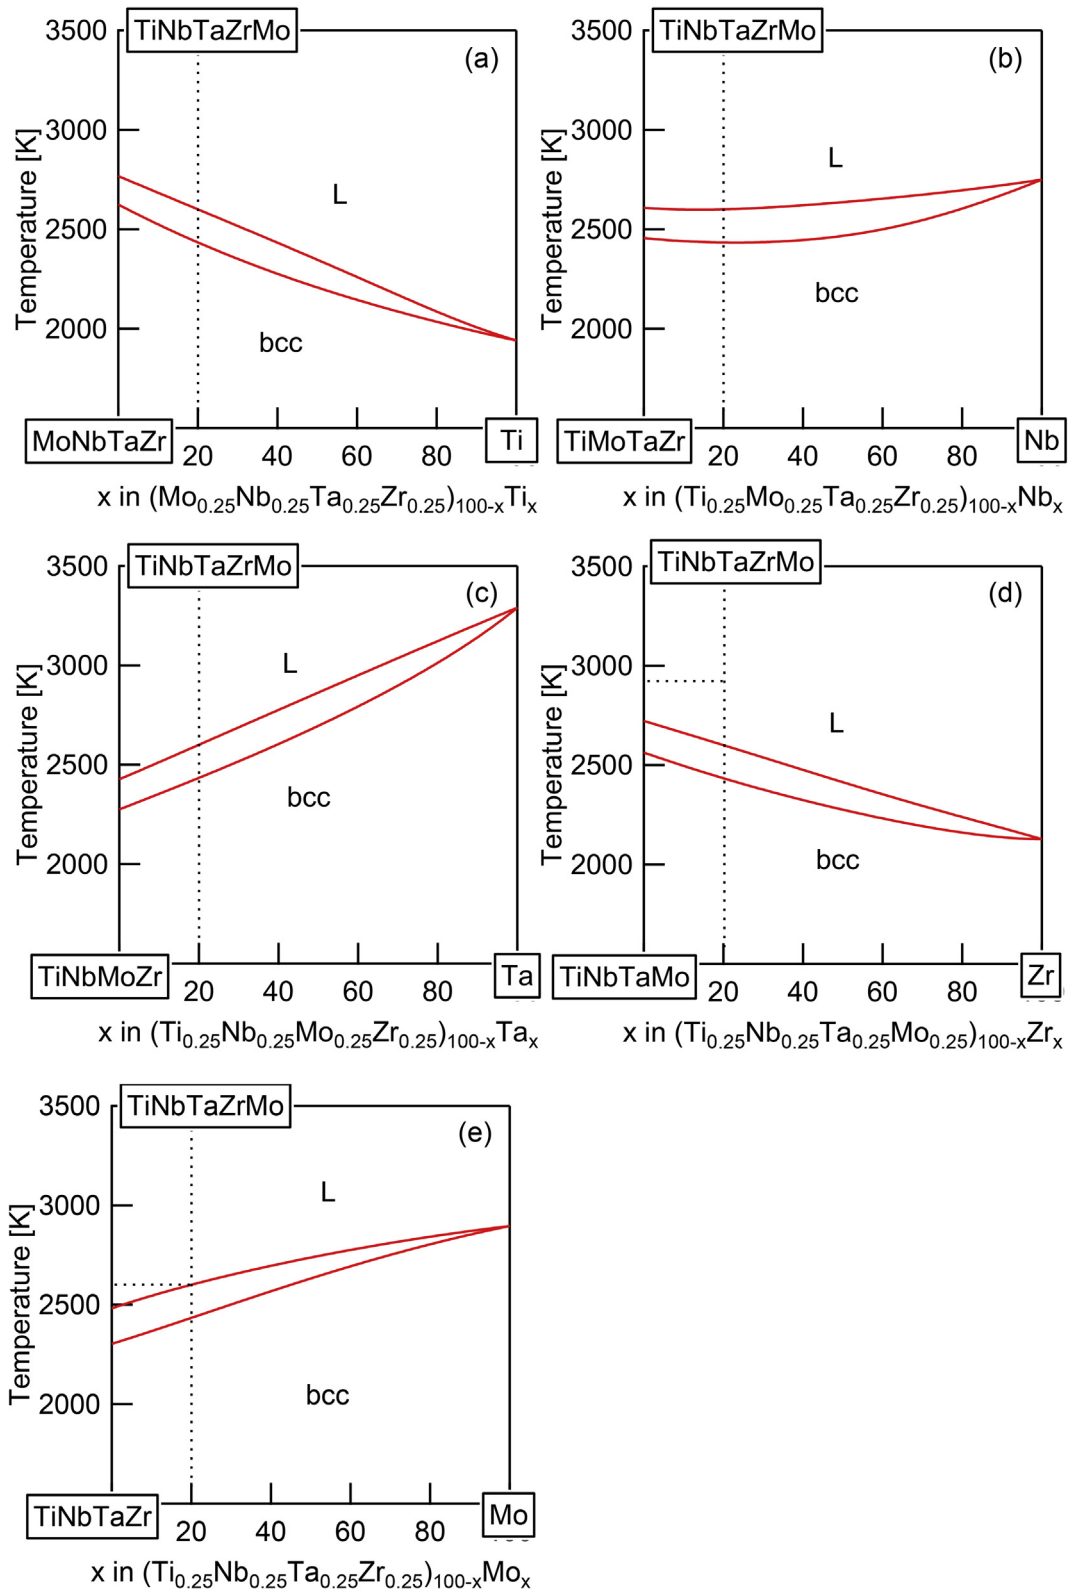 TiNbTaZrMo
(a)
3500
3000
2500
2000
Temperature [K]
L
bcc
MoNbTaZr
20
40
60
80
Ti
x in (Mo0.25Nb0.25Ta0.25Zr0.25)100-xTix
TiNbTaZrMo
(b)
3500
3000
2500
2000
Temperature [K]
L
bcc
TiMoTaZr
20
40
60
80
Nb
x in (Ti0.25Mo0.25Ta0.25Zr0.25)100-xNbx
TiNbTaZrMo
(c)
3500
3000
2500
2000
Temperature [K]
L
bcc
TiNbMoZr
20
40
60
80
Ta
x in (Ti0.25Nb0.25Mo0.25Zr0.25)100-xTax
TiNbTaZrMo
(d)
3500
3000
2500
2000
Temperature [K]
L
bcc
TiNbTaMo
20
40
60
80
Zr
x in (Ti0.25Nb0.25Ta0.25Mo0.25)100-xZrx
TiNbTaZrMo
(e)
3500
3000
2500
2000
Temperature [K]
L
bcc
TiNbTaZr
20
40
60
80
Mo
x in (Ti0.25Nb0.25Ta0.25Zr0.25)100-xMox